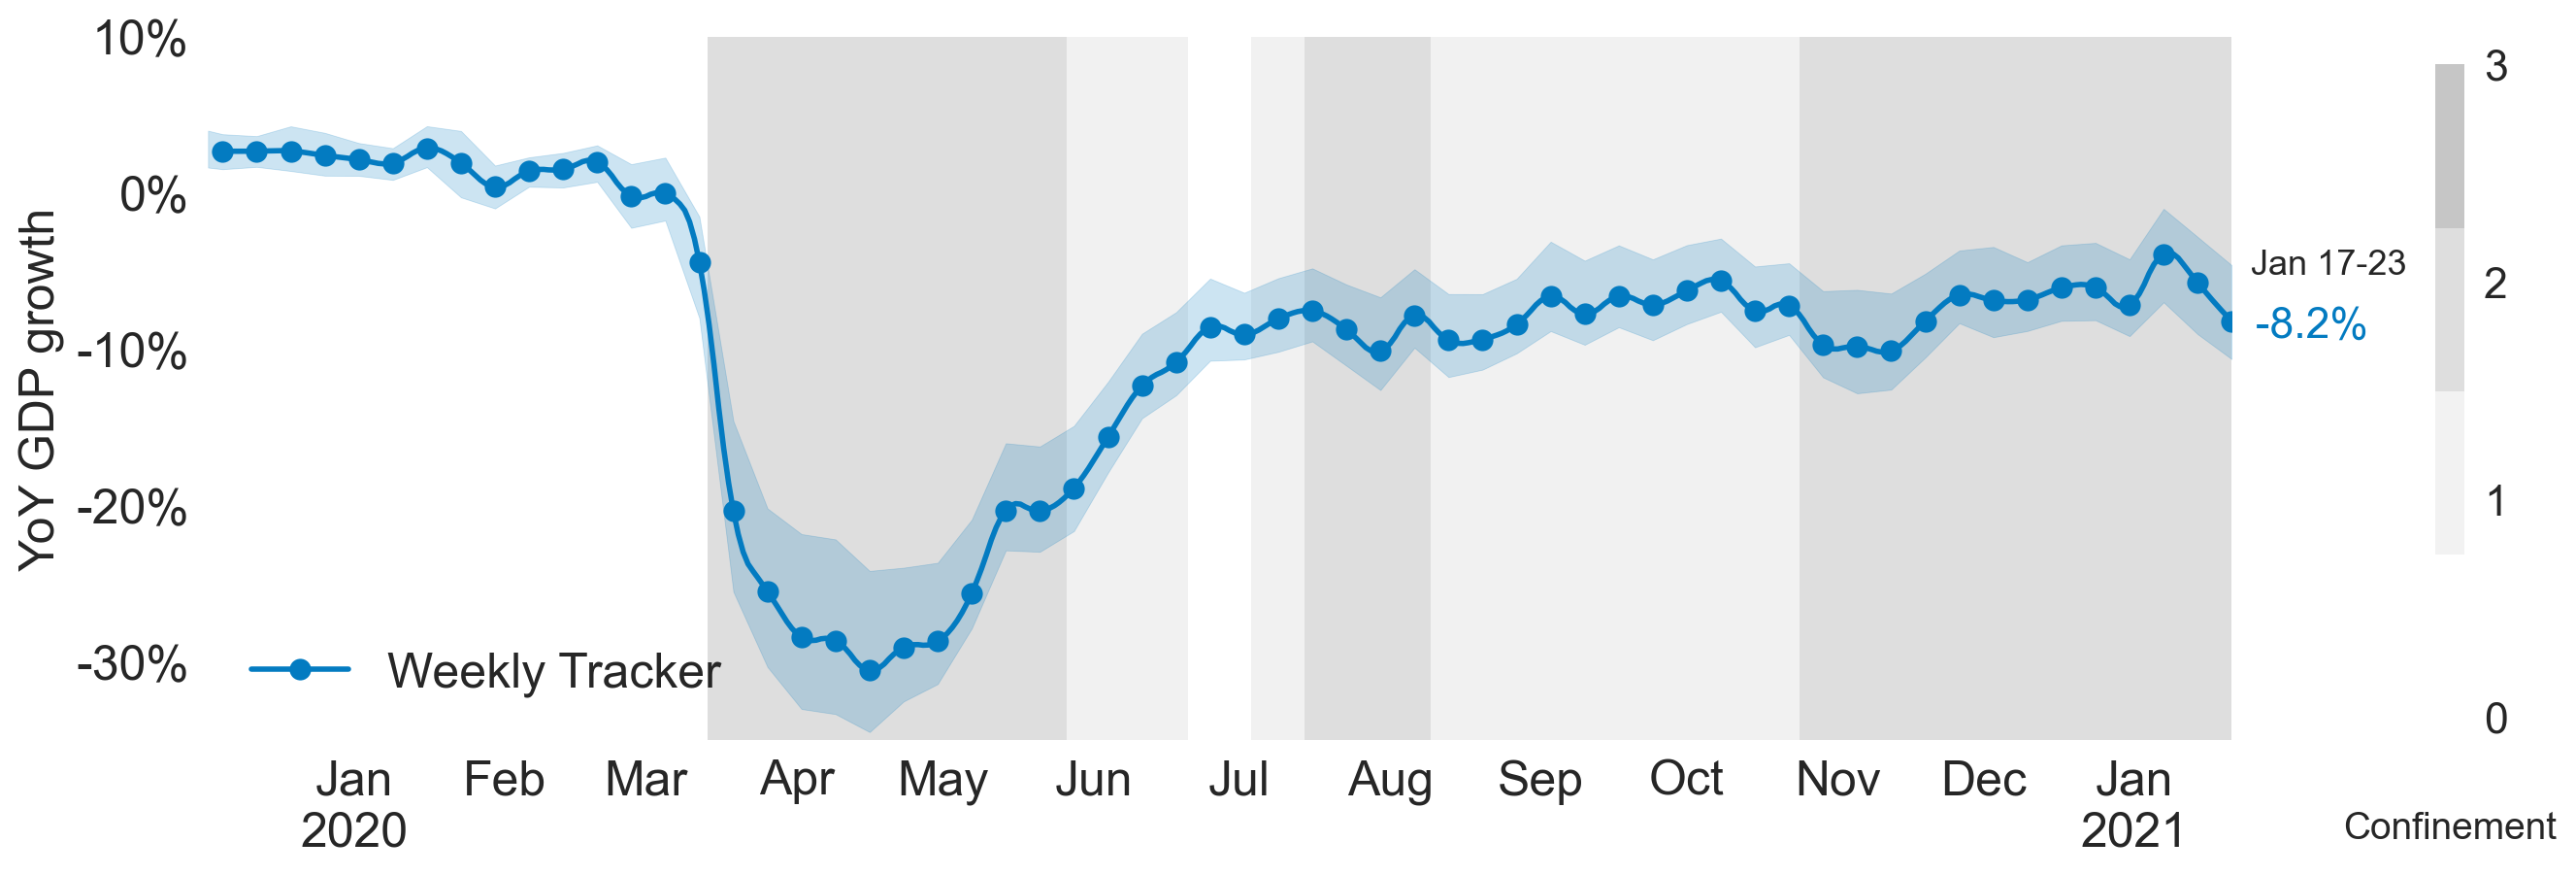 10%
0%
-10%
-20%
-30%
YoY GDP growth
Weekly Tracker
Jan Feb Mar Apr May Jun Jul Aug Sep Oct Nov Dec Jan
2020 2021
Jan 17-23
-8.2%
3
2
1
0
Confinement